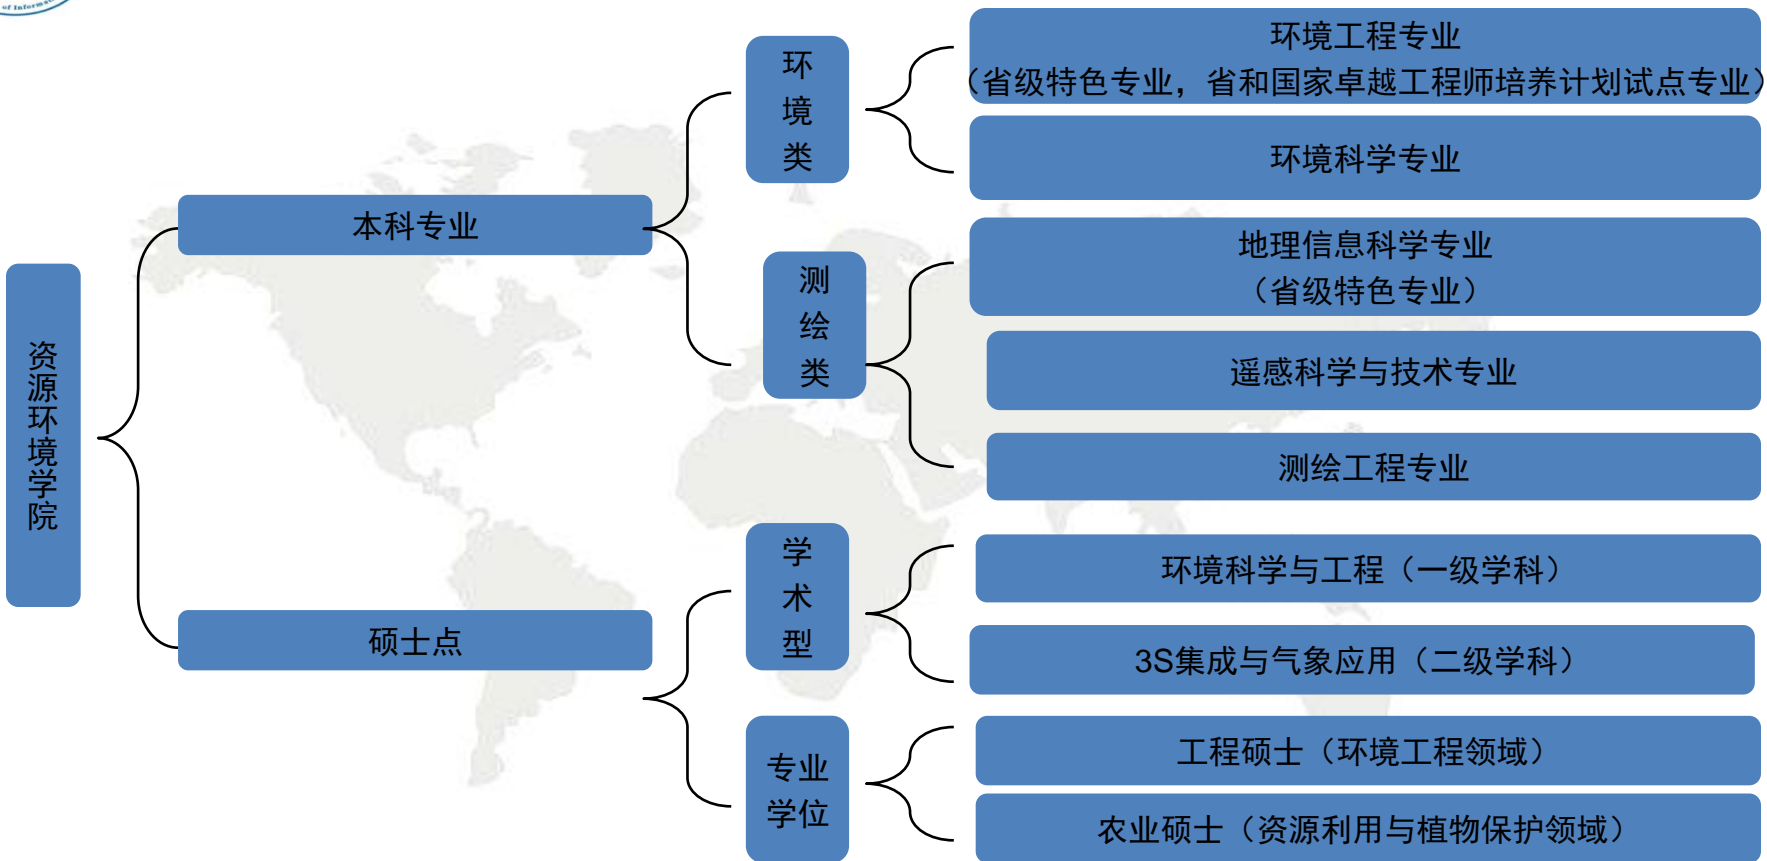 of Inform
资源环境学院
本科专业
环境类
环境工程专业
（省级特色专业，省和国家卓越工程师培养计划试点专业）
环境科学专业
测绘类
地理信息科学专业
（省级特色专业）
遥感科学与技术专业
测绘工程专业
硕士点
学术型
环境科学与工程（一级学科）
3S集成与气象应用（二级学科）
专业
学位
工程硕士（环境工程领域）
农业硕士（资源利用与植物保护领域）